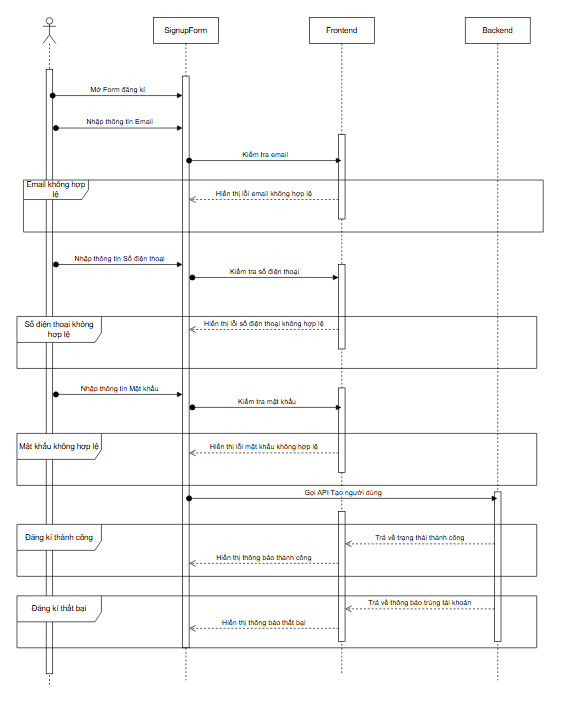 SignupForm
Frontend
Backend
Mở Form đăng kí
Nhập thông tin Email
Kiểm tra email
Email không hợp
lệ
Hiển thị lỗi email không hợp lệ
Nhập thông tin Số điện thoại
Kiểm tra số điện thoại
Số điện thoại không
hợp lệ
Hiển thị lỗi số điện thoại không hợp lệ
Nhập thông tin Mật khẩu
Kiểm tra mật khẩu
Mật khẩu không hợp lệ
Hiển thị lỗi mật khẩu không hợp lệ
Gọi API Tạo người dùng
Đăng kí thành công
Trả về trạng thái thành công
Hiển thị thông báo thành công
Đăng kí thất bại
Trả về thông báo trùng tài khoản
Hiển thị thông báo thất bại